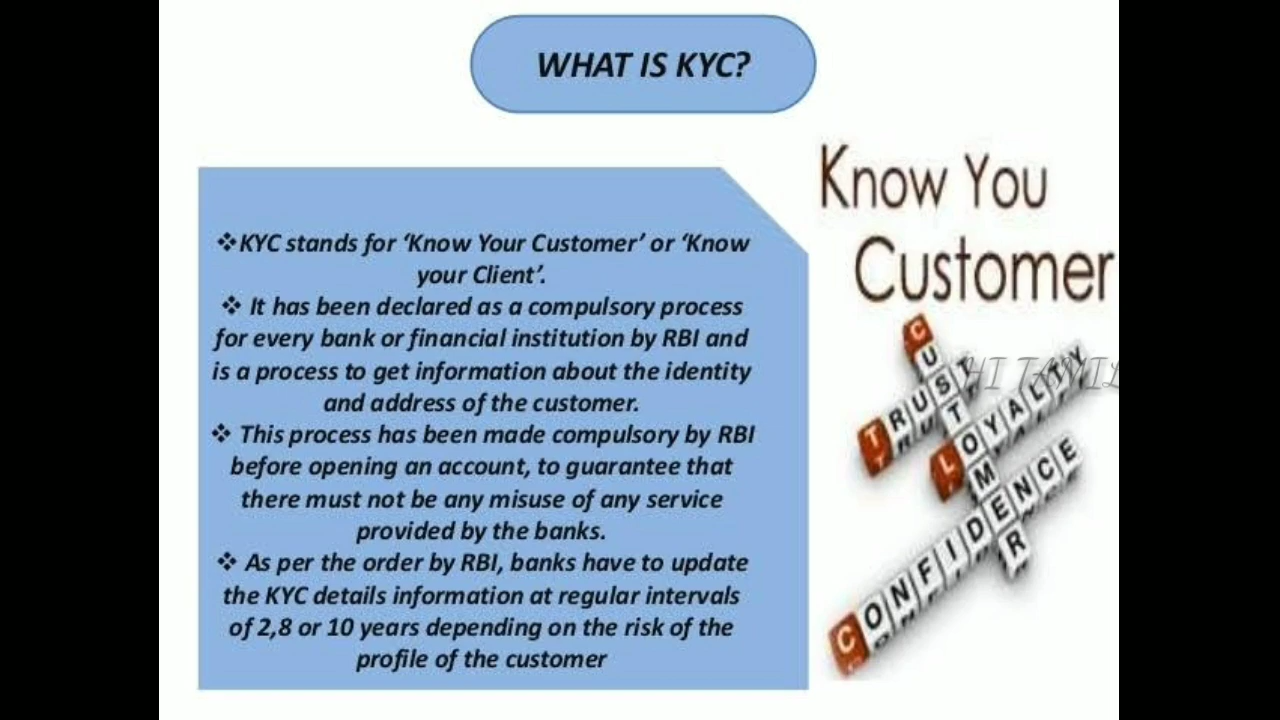 WHAT IS KYC?
❖KYC stands for ‘Know Your Customer’ or ‘Know
your Client’.
❖ It has been declared as a compulsory process
for every bank or financial institution by RBI and
is a process to get information about the identity
and address of the customer.
❖ This process has been made compulsory by RBI
before opening an account, to guarantee that
there must not be any misuse of any service
provided by the banks.
❖ As per the order by RBI, banks have to update
the KYC details information at regular intervals
of 2,8 or 10 years depending on the risk of the
profile of the customer
Know You
Customer
CUSTOMER
TRUST
LOYALTY
CONFIDENCE
HI TAMIL